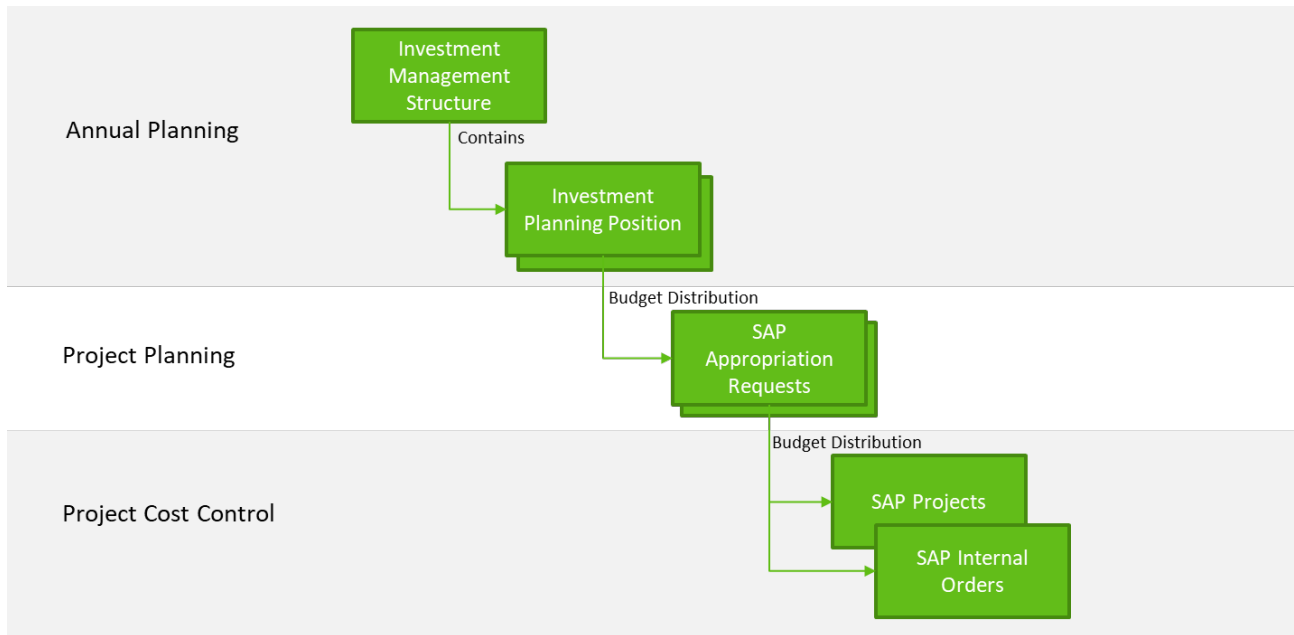 Investment
Management
Structure
Annual Planning
Contains
Investment
Planning Position
Budget Distribution
SAP
Appropriation
Requests
Project Planning
Budget Distribution
SAP Projects
Project Cost Control
SAP Internal
Orders